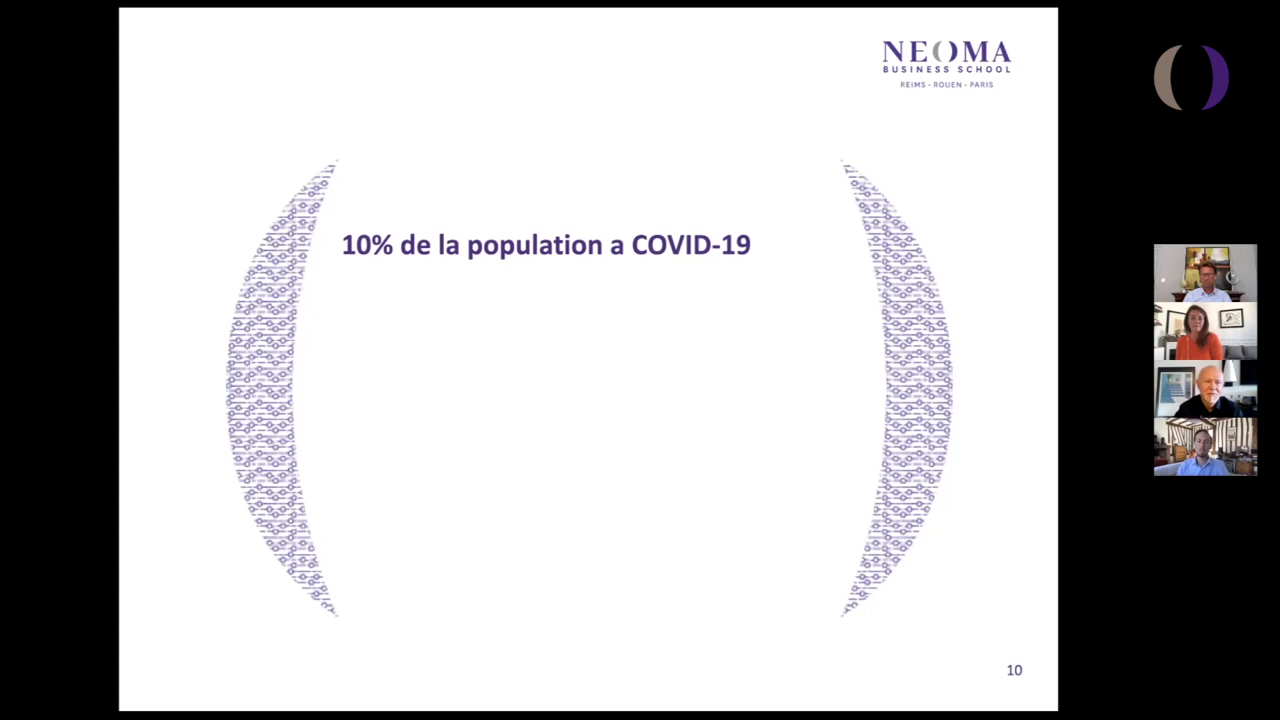 NEOMA
BUSINESS SCHOOL
REIMS - ROUEN - PARIS
10% de la population a COVID-19
10